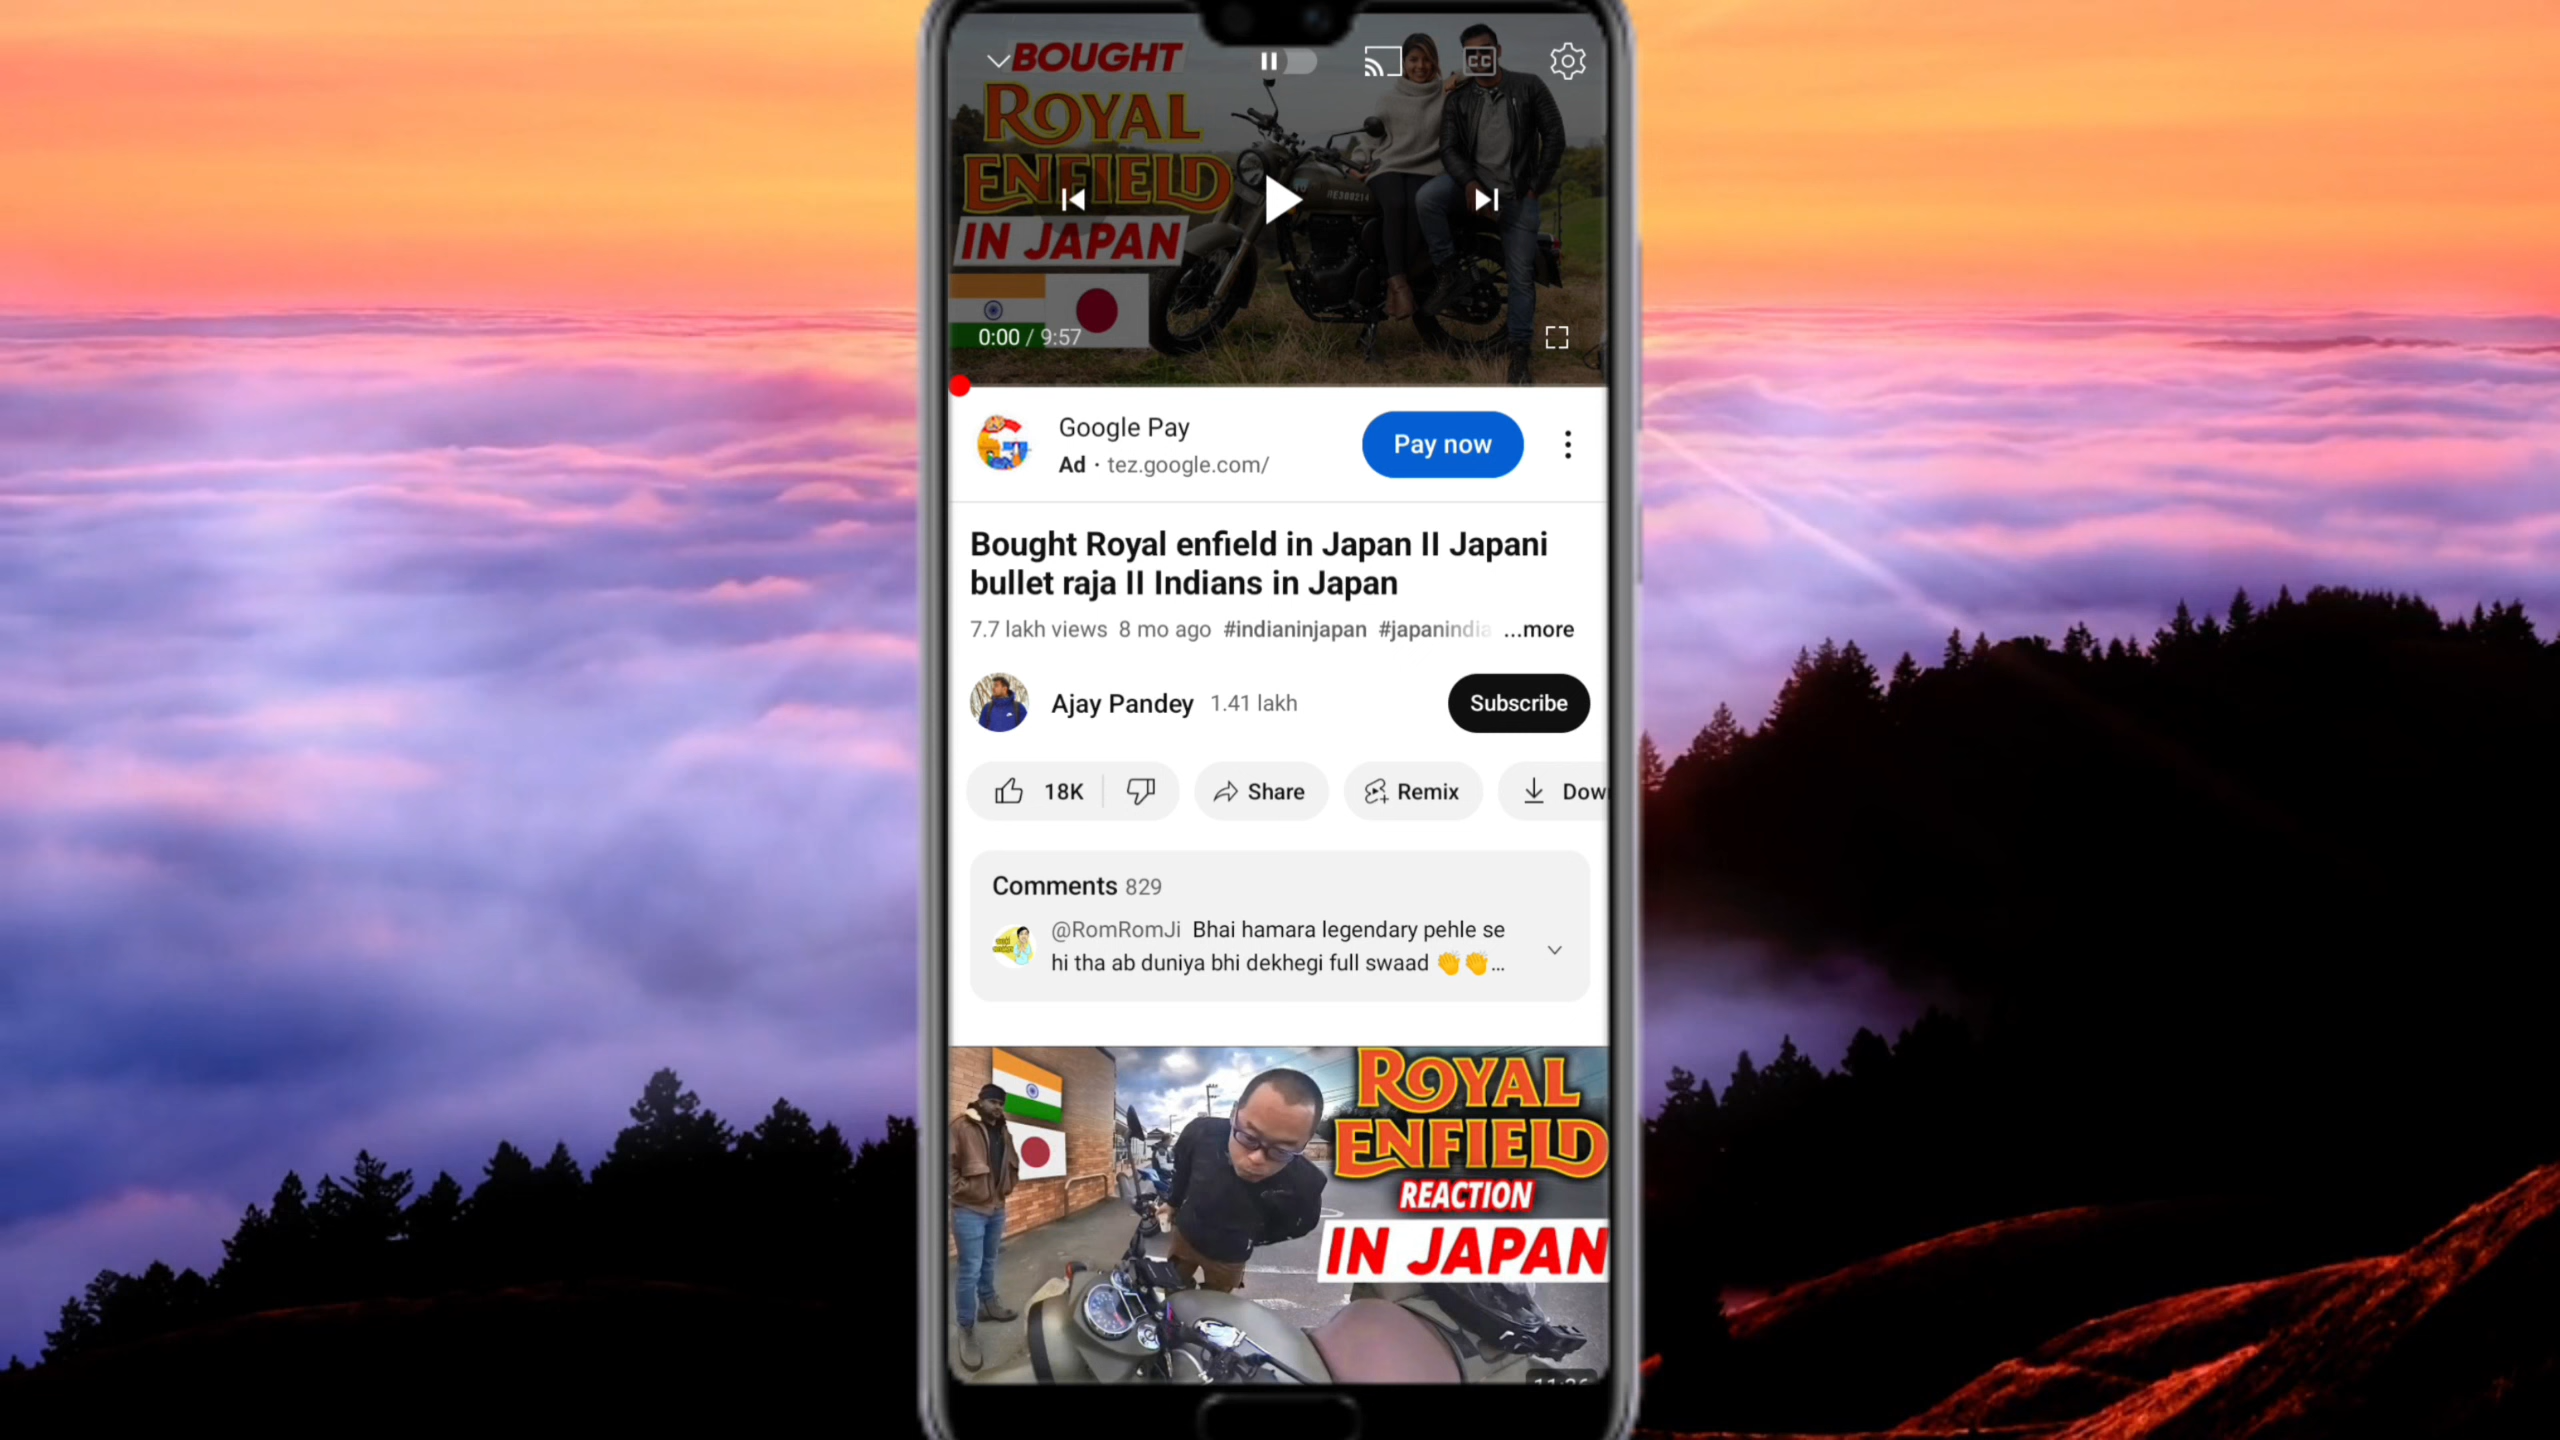 BOUGHT
ROYAL
ENFIELD
IN JAPAN
RE300214
0:00 / 9:57
Google Pay
Pay now
Ad · tez.google.com/
Bought Royal enfield in Japan II Japani
bullet raja II Indians in Japan
7.7 lakh views 8 mo ago #indianinjapan #japanindia ...more
Ajay Pandey 1.41 lakh
Subscribe
18K
Share
Remix
Dow
Comments 829
@RomRomJi Bhai hamara legendary pehle se
hi tha ab duniya bhi dekhegi full swaad 👏👏...
ROYAL
ENFIELD
REACTION
IN JAPAN